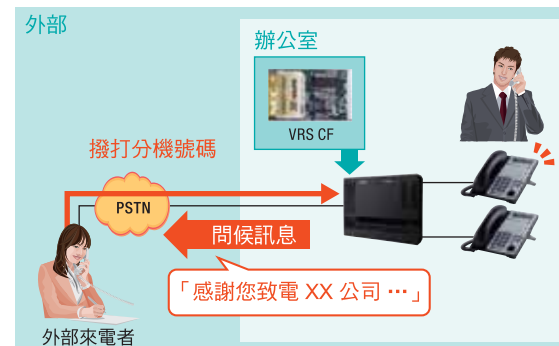 外部
辦公室
VRS CF
撥打分機號碼
PSTN
問候訊息
「感謝您致電 XX 公司 ⋯」
外部來電者